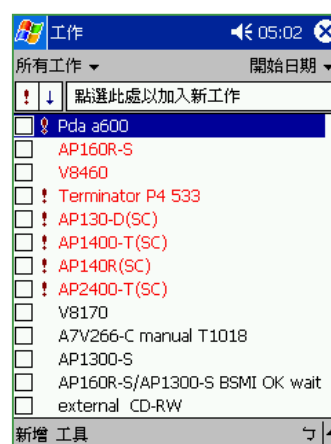 工作 05:02
所有工作 開始日期
! ↓ 點選此處以加入新工作
! Pda a600
AP160R-S
V8460
! Terminator P4 533
! AP130-D(SC)
! AP1400-T(SC)
! AP140R(SC)
! AP2400-T(SC)
V8170
A7V266-C manual T1018
AP1300-S
AP160R-S/AP1300-S BSMI OK wait
external CD-RW
新增 工具 ㄅ